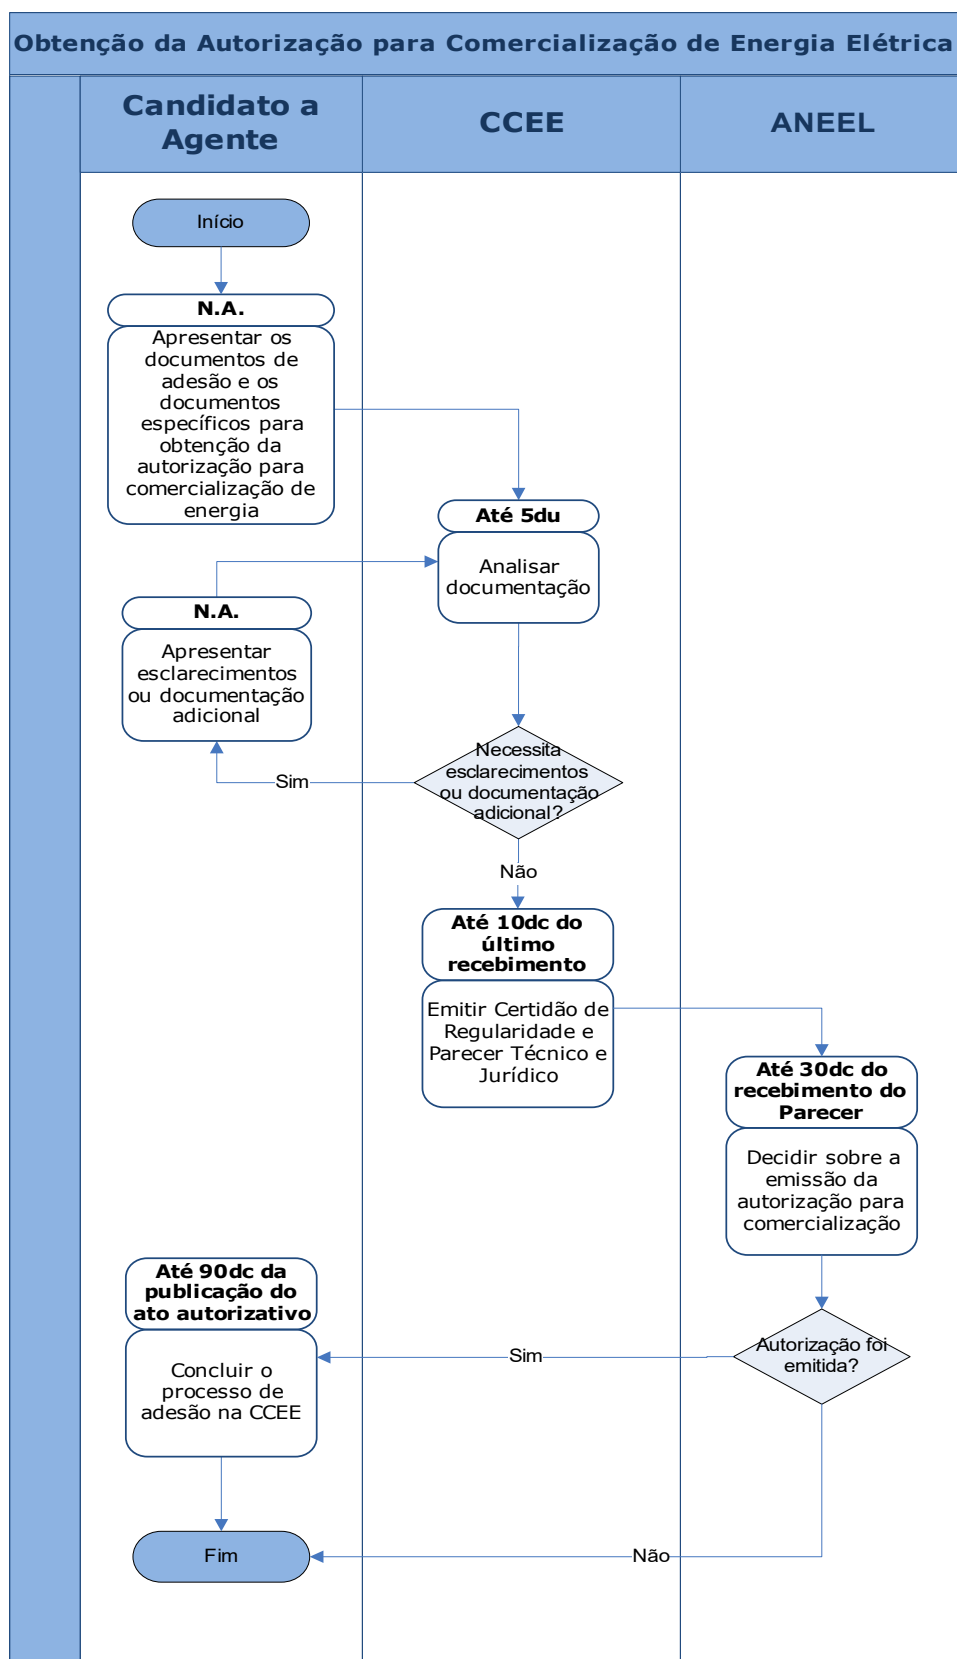 Obtenção da Autorização para Comercialização de Energia Elétrica
Candidato a
Agente
CCEE
ANEEL
Início
N.A.
Apresentar os
documentos de
adesão e os
documentos
específicos para
obtenção da
autorização para
comercialização de
energia
Até 5du
Analisar
documentação
N.A.
Apresentar
esclarecimentos
ou documentação
adicional
Necessita
esclarecimentos
ou documentação
adicional?
Sim
Não
Até 10dc do
último
recebimento
Emitir Certidão de
Regularidade e
Parecer Técnico e
Jurídico
Até 30dc do
recebimento do
Parecer
Decidir sobre a
emissão da
autorização para
comercialização
Autorização foi
emitida?
Sim
Até 90dc da
publicação do
ato autorizativo
Concluir o
processo de
adesão na CCEE
Não
Fim